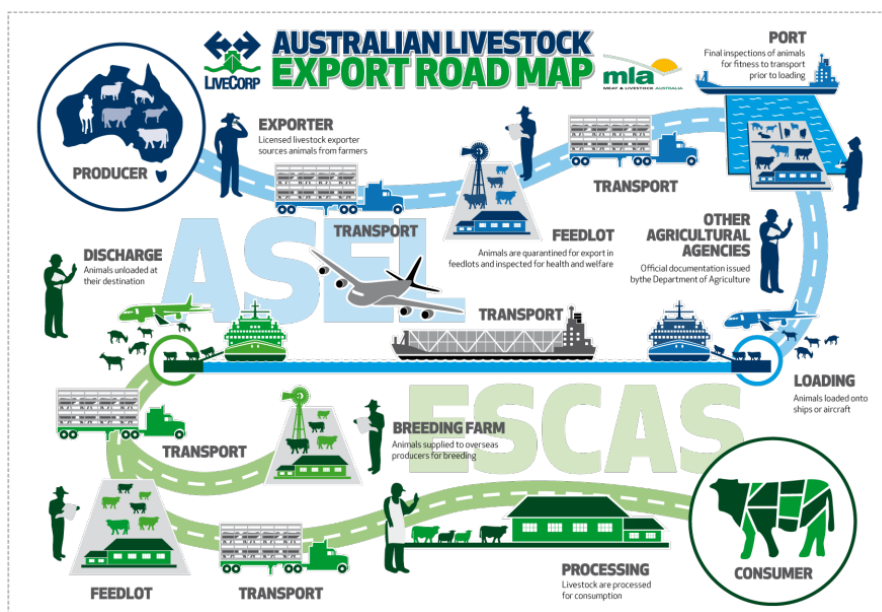 LIVECORP
AUSTRALIAN LIVESTOCK
EXPORT ROAD MAP
mla
MEAT & LIVESTOCK AUSTRALIA
PORT
Final inspections of animals
for fitness to transport
prior to loading
PRODUCER
EXPORTER
Licensed livestock exporter
sources animals from farmers
TRANSPORT
FEEDLOT
Animals are quarantined for export in
feedlots and inspected for health and welfare
TRANSPORT
OTHER
AGRICULTURAL
AGENCIES
Official documentation issued
bythe Department of Agriculture
ASEL
DISCHARGE
Animals unloaded at
their destination
TRANSPORT
LOADING
Animals loaded onto
ships or aircraft
ESCAS
TRANSPORT
BREEDING FARM
Animals supplied to overseas
producers for breeding
FEEDLOT
TRANSPORT
PROCESSING
Livestock are processed
for consumption
CONSUMER